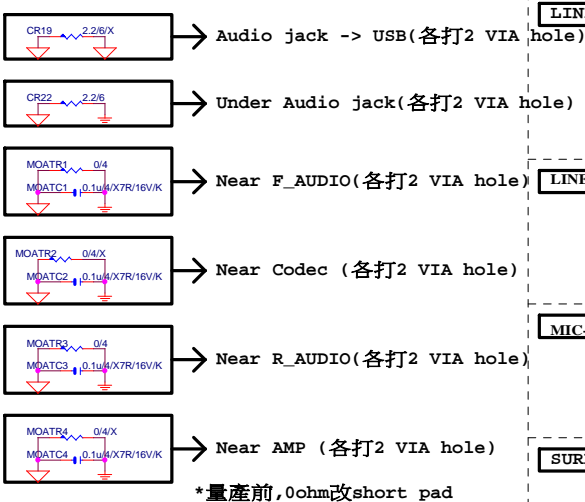 LIN
CR19 2.2/6/X
Audio jack -> USB(各打2 VIA hole)
CR22 2.2/6
Under Audio jack(各打2 VIA hole)
MOATR1 0/4
MOATC1 0.1u/4/X7R/16V/K
Near F_AUDIO(各打2 VIA hole)
LINE
MOATR2 0/4/X
MOATC2 0.1u/4/X7R/16V/K
Near Codec (各打2 VIA hole)
MIC-
MOATR3 0/4
MOATC3 0.1u/4/X7R/16V/K
Near R_AUDIO(各打2 VIA hole)
MOATR4 0/4/X
MOATC4 0.1u/4/X7R/16V/K
Near AMP (各打2 VIA hole)
SUR
*量產前,0ohm改short pad